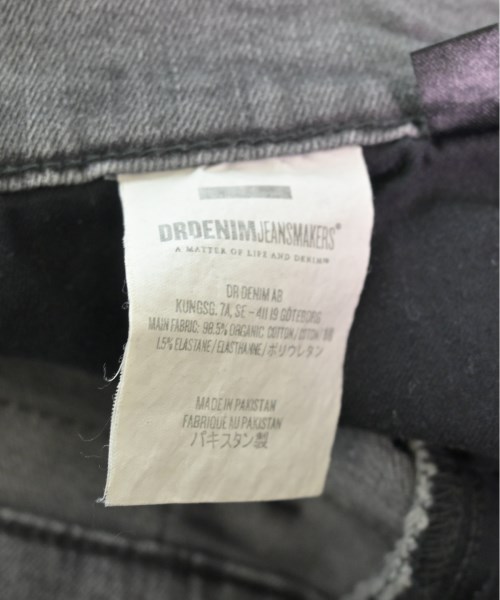 DRDENIMJEANSMAKERS®
A MATTER OF LIFE AND DENIM™
DR DENIM AB
KUNGSG. 7A, SE-411 19 GÖTEBORG
MAIN FABRIC: 98.5% ORGANIC COTTON/COTON/
1.5% ELASTANE/ELASTHANNE/ポリウレタン
MADE IN PAKISTAN
FABRIQUE AU PAKISTAN
パキスタン製